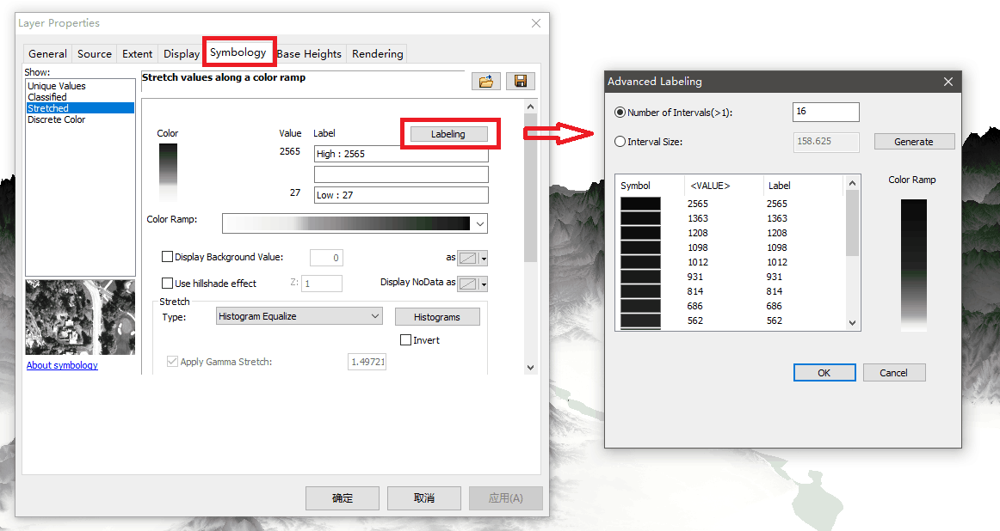 Layer Properties
General Source Extent Display Symbology Base Heights Rendering
Show:
Unique Values
Classified
Stretched
Discrete Color
About symbology
Stretch values along a color ramp
Color Value Label Labeling
2565 High : 2565
27 Low : 27
Color Ramp:
Display Background Value: 0 as
Use hillshade effect Z: 1 Display NoData as
Stretch
Type: Histogram Equalize Histograms
Invert
Apply Gamma Stretch: 1.49721
确定 取消 应用(A)
Advanced Labeling
Number of Intervals(>1): 16
Interval Size: 158.625 Generate
Symbol <VALUE> Label
2565 2565
1363 1363
1208 1208
1098 1098
1012 1012
931 931
814 814
686 686
562 562
Color Ramp
OK Cancel